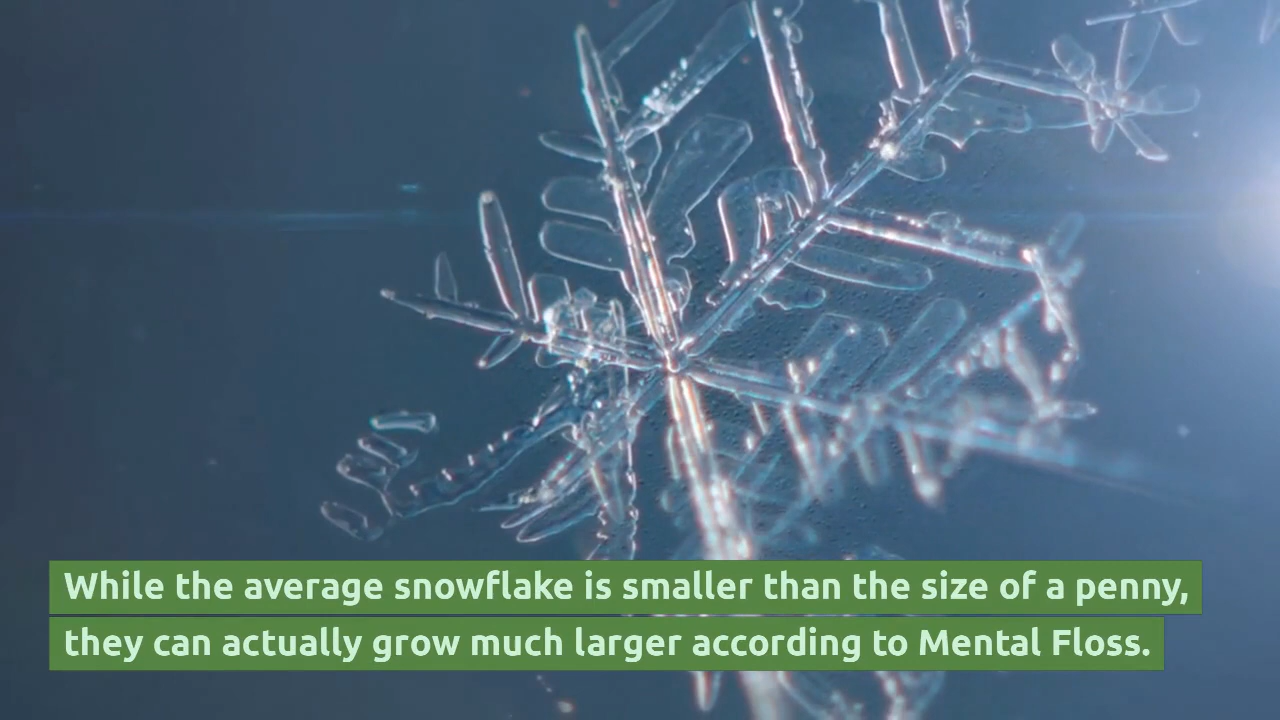 While the average snowflake is smaller than the size of a penny,
they can actually grow much larger according to Mental Floss.